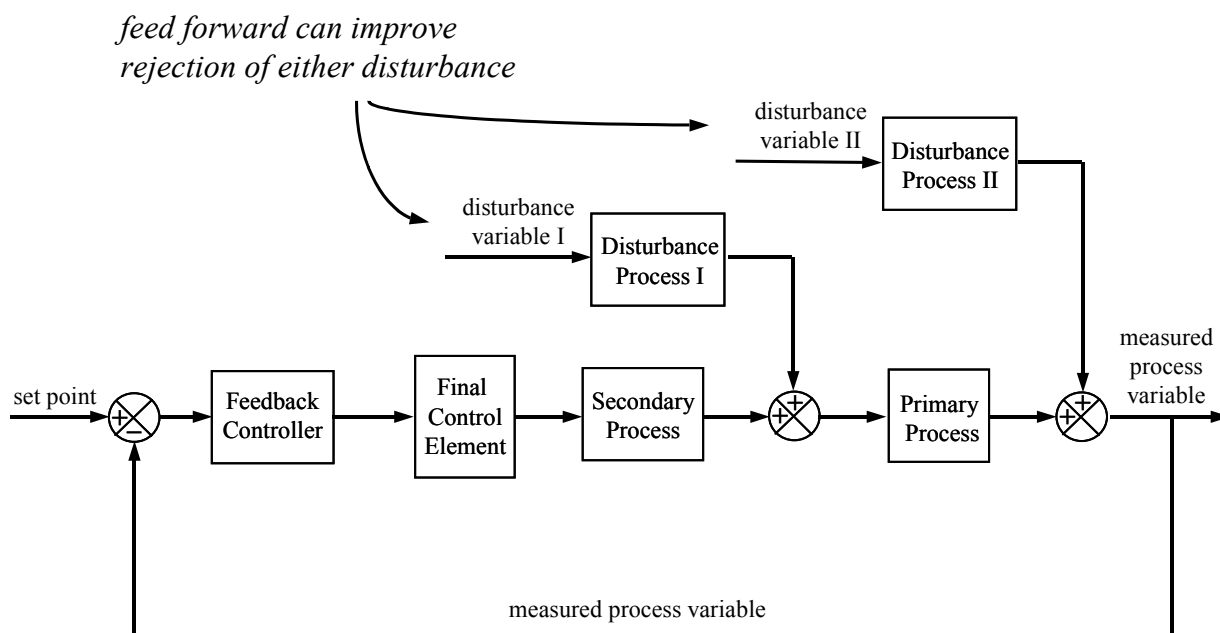 feed forward can improve
rejection of either disturbance
disturbance
variable II
Disturbance
Process II
disturbance
variable I
Disturbance
Process I
measured
process
variable
set point
+
−
Feedback
Controller
Final
Control
Element
Secondary
Process
+
+
Primary
Process
+
+
measured process variable